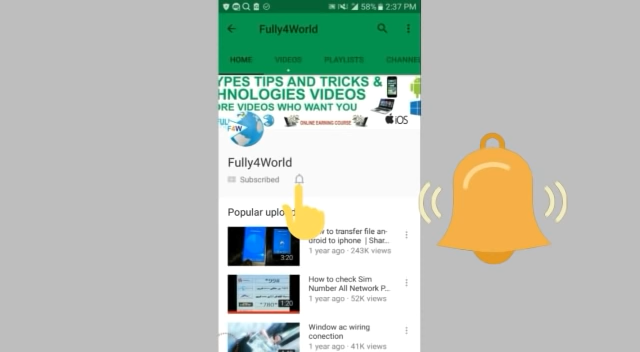 58% 2:37 PM
Fully4World
HOME VIDEOS PLAYLISTS CHANNEL
YPES TIPS AND TRICKS &
HNOLOGIES VIDEOS
ORE VIDEOS WHO WANT YOU
ONLINE EARNING COURSE
iOS
F4W
Fully4World
Subscribed
Popular upload
to transfer file an-
droid to iphone | Shar...
1 year ago · 243K views
3:20
How to check Sim
Number All Network P...
1 year ago · 52K views
1:20
Window ac wiring
conection
1 year ago · 41K views